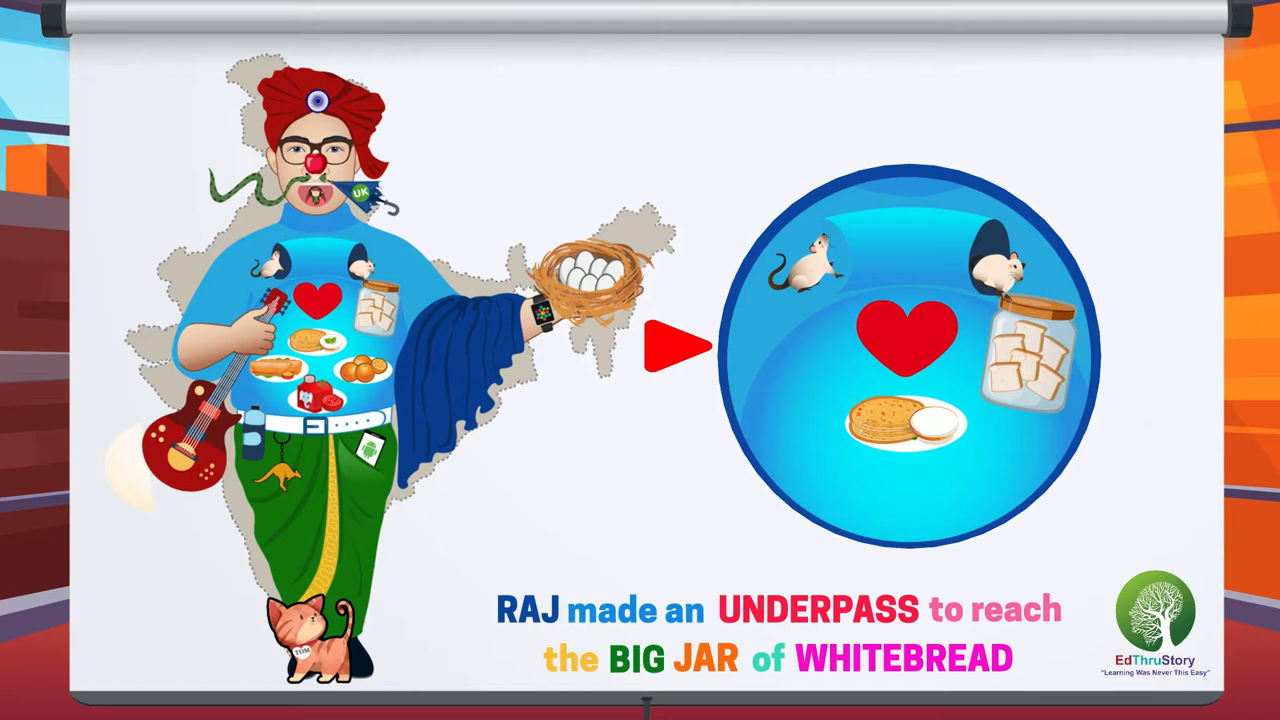 UK
TOM
RAJ made an UNDERPASS to reach
the BIG JAR of WHITEBREAD
EdThruStory
"Learning Was Never This Easy"